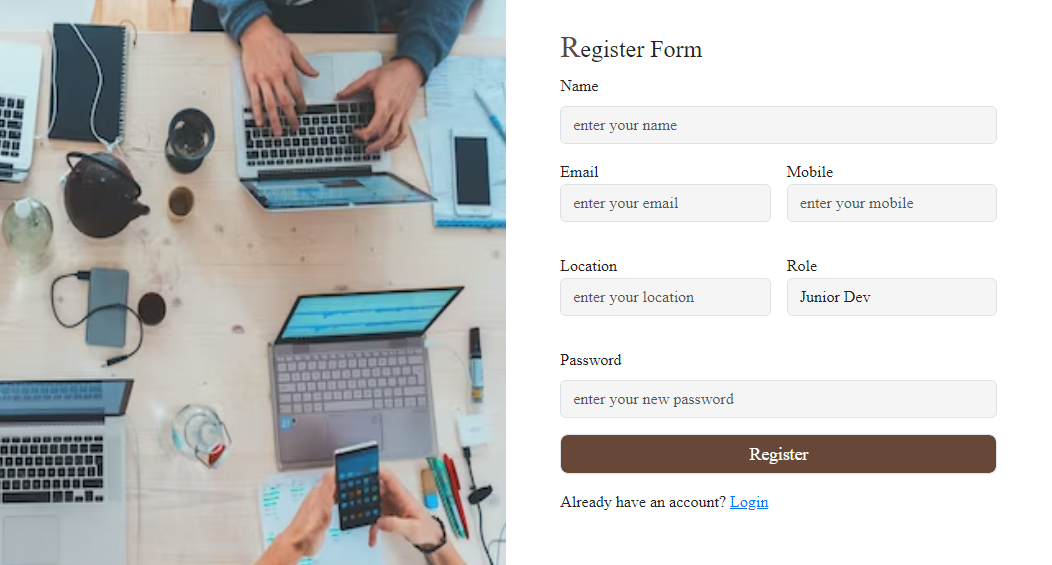 Register Form
Name
enter your name
Email Mobile
enter your email enter your mobile
Location Role
enter your location Junior Dev
Password
enter your new password
Register
Already have an account? Login